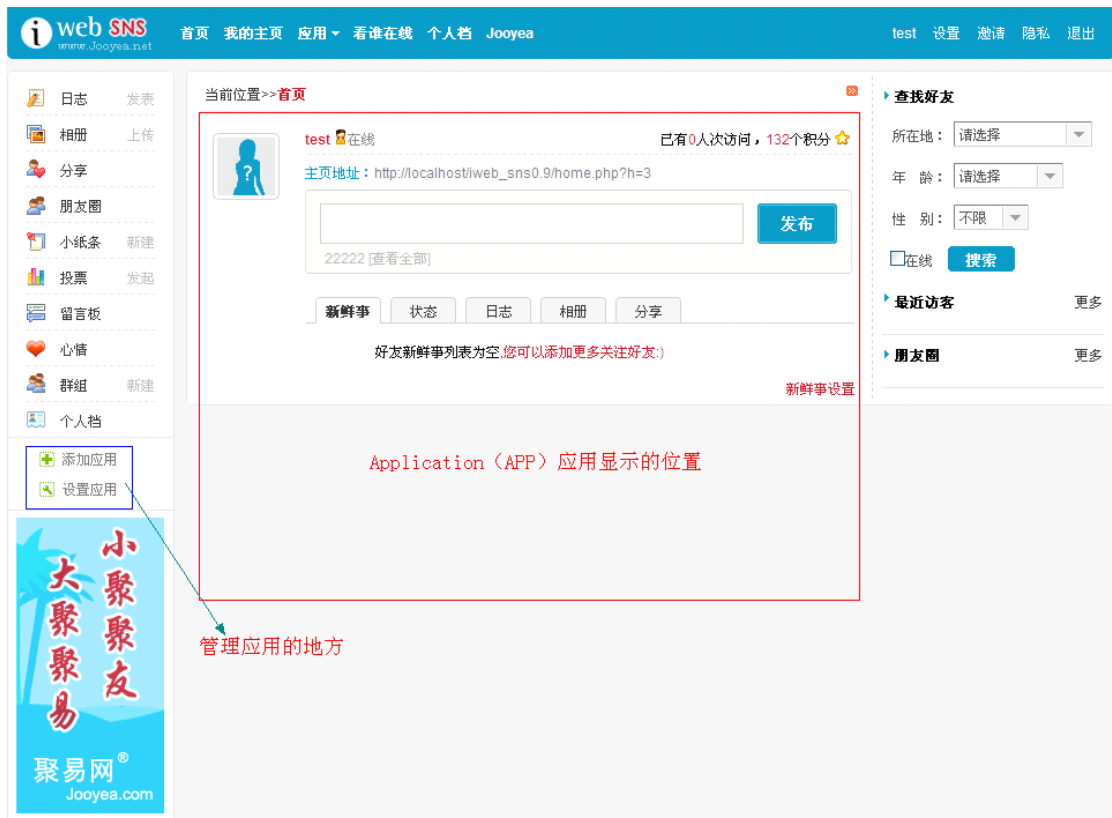 i web SNS
www.Jooyea.net
首页 我的主页 应用 看谁在线 个人档 Jooyea
test 设置 邀请 隐私 退出
日志 发表
相册 上传
分享
朋友圈
小纸条 新建
投票 发起
留言板
心情
群组 新建
个人档
添加应用
设置应用
小聚聚友
大聚聚易
聚易网®
Jooyea.com
当前位置>>首页
test 在线
已有0人次访问，132个积分
主页地址：http://localhost/iweb_sns0.9/home.php?h=3
发布
22222 [查看全部]
新鲜事 状态 日志 相册 分享
好友新鲜事列表为空,您可以添加更多关注好友:)
新鲜事设置
Application（APP）应用显示的位置
管理应用的地方
查找好友
所在地： 请选择
年 龄： 请选择
性 别： 不限
在线 搜索
最近访客 更多
朋友圈 更多